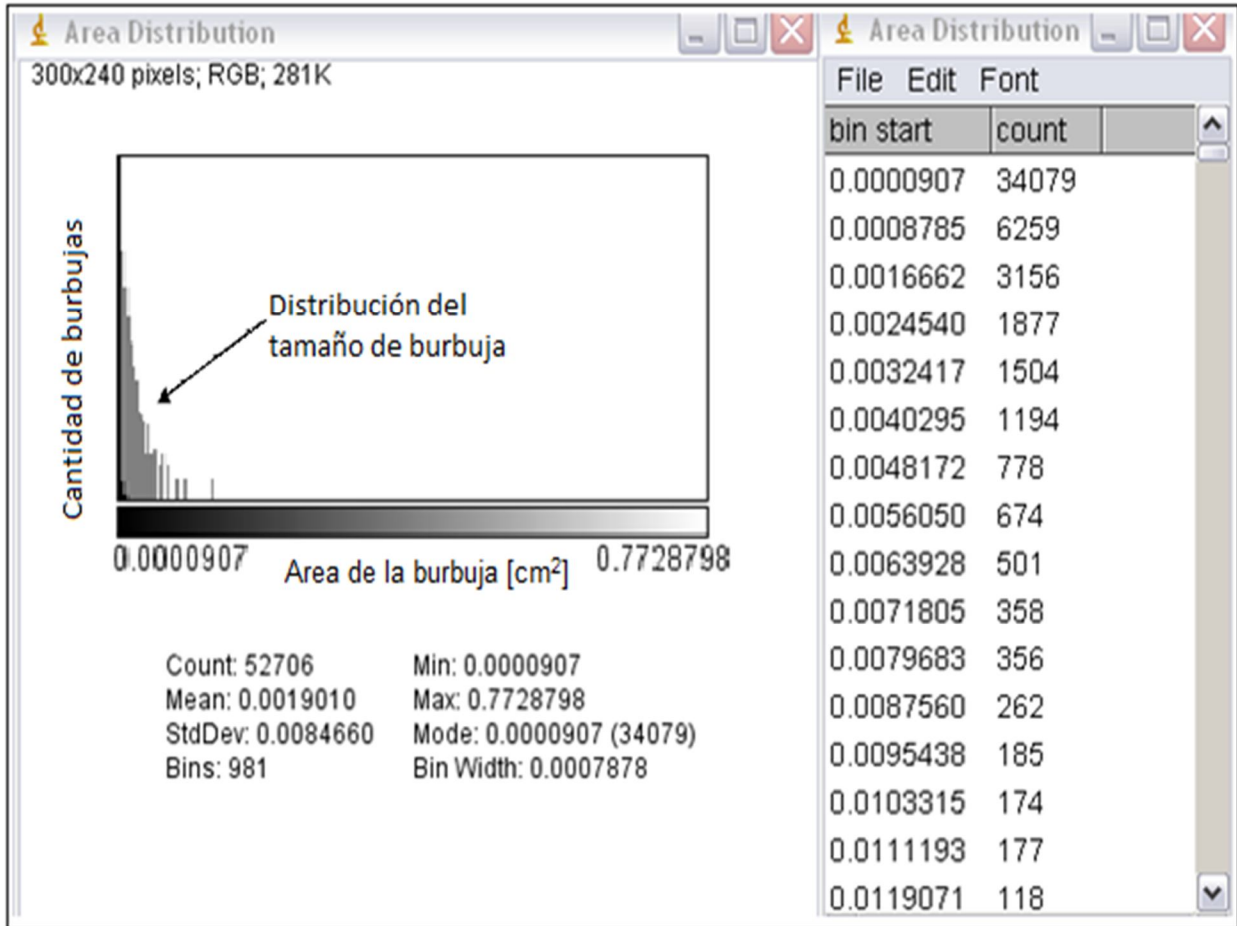 Area Distribution
300x240 pixels; RGB; 281K
Cantidad de burbujas
Distribución del
tamaño de burbuja
0.0000907
Area de la burbuja [cm²]
0.7728798
Count: 52706
Mean: 0.0019010
StdDev: 0.0084660
Bins: 981
Min: 0.0000907
Max: 0.7728798
Mode: 0.0000907 (34079)
Bin Width: 0.0007878
Area Distribution
File Edit Font
bin start count
0.0000907 34079
0.0008785 6259
0.0016662 3156
0.0024540 1877
0.0032417 1504
0.0040295 1194
0.0048172 778
0.0056050 674
0.0063928 501
0.0071805 358
0.0079683 356
0.0087560 262
0.0095438 185
0.0103315 174
0.0111193 177
0.0119071 118